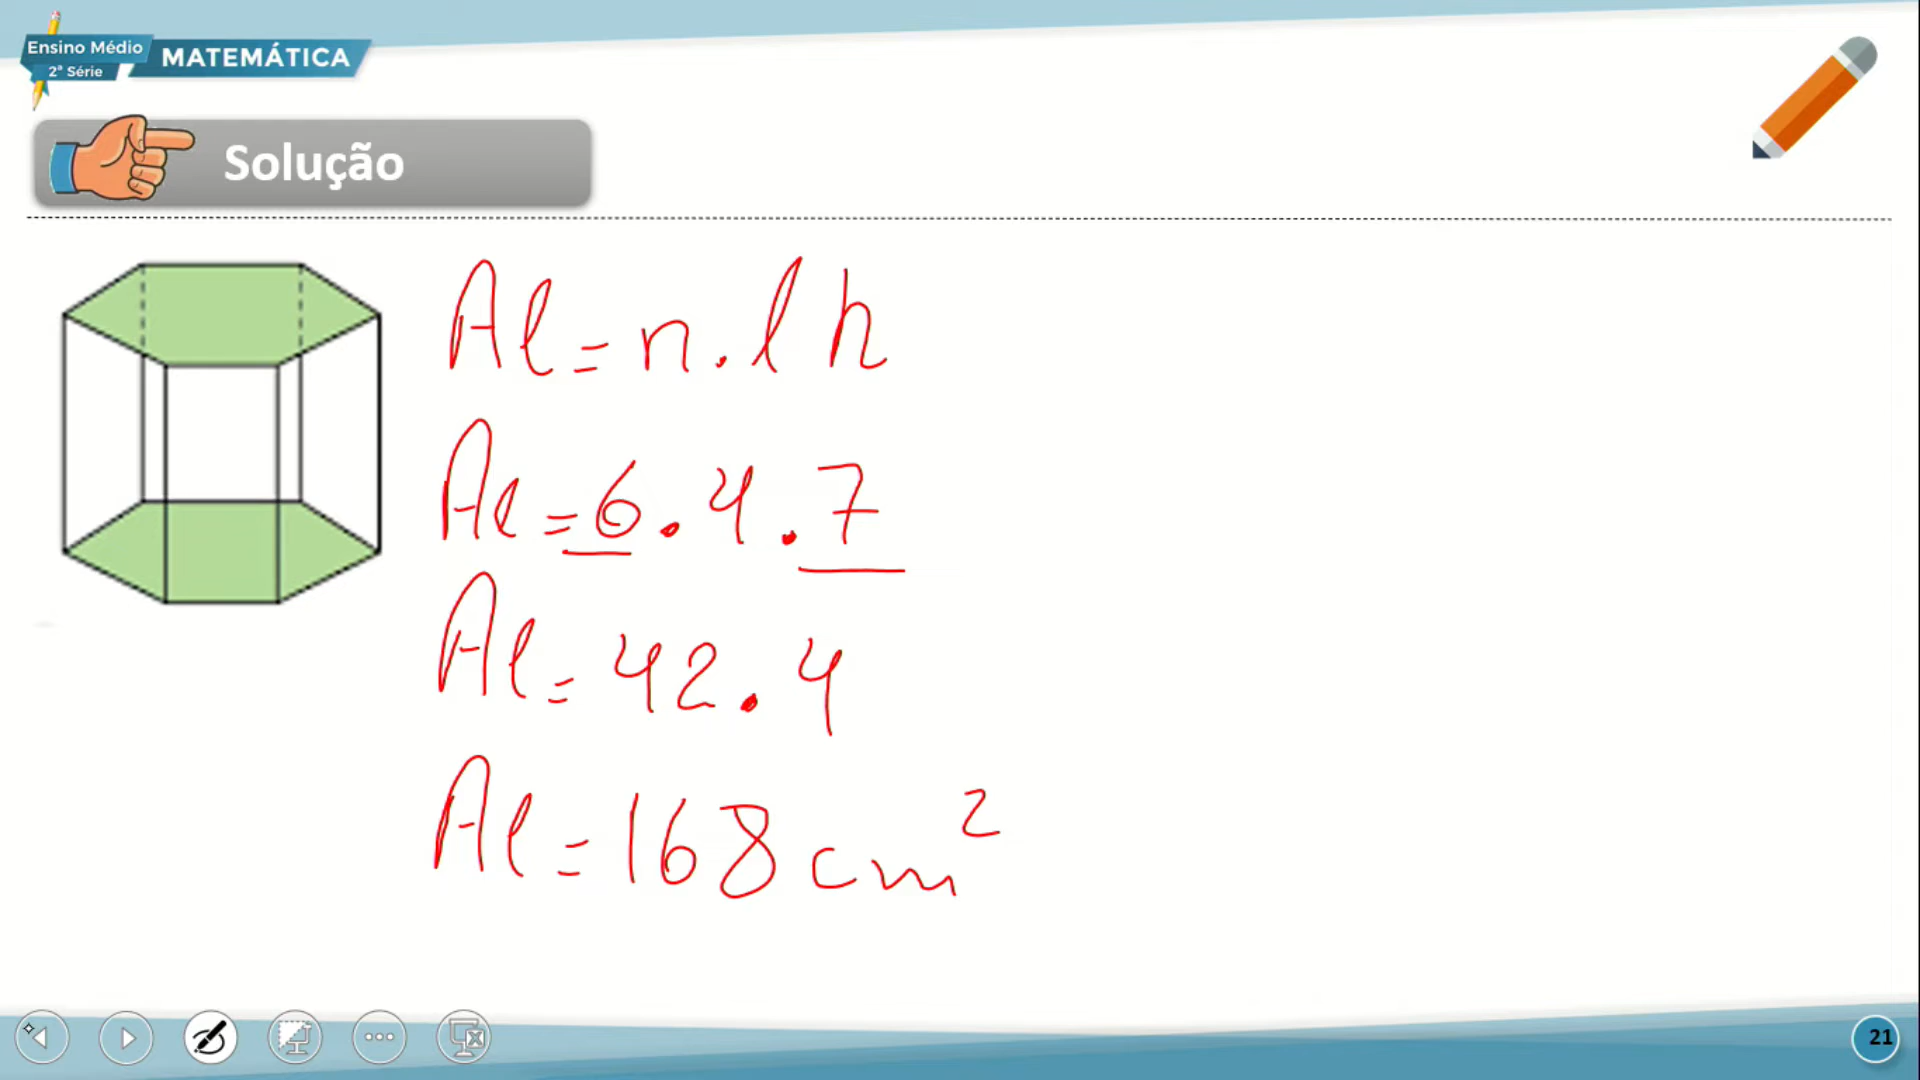 Ensino Médio
2ª Série
MATEMÁTICA
Solução
Al = n . l h
Al = 6 . 4 . 7
Al = 42 . 4
Al = 168 cm²
21